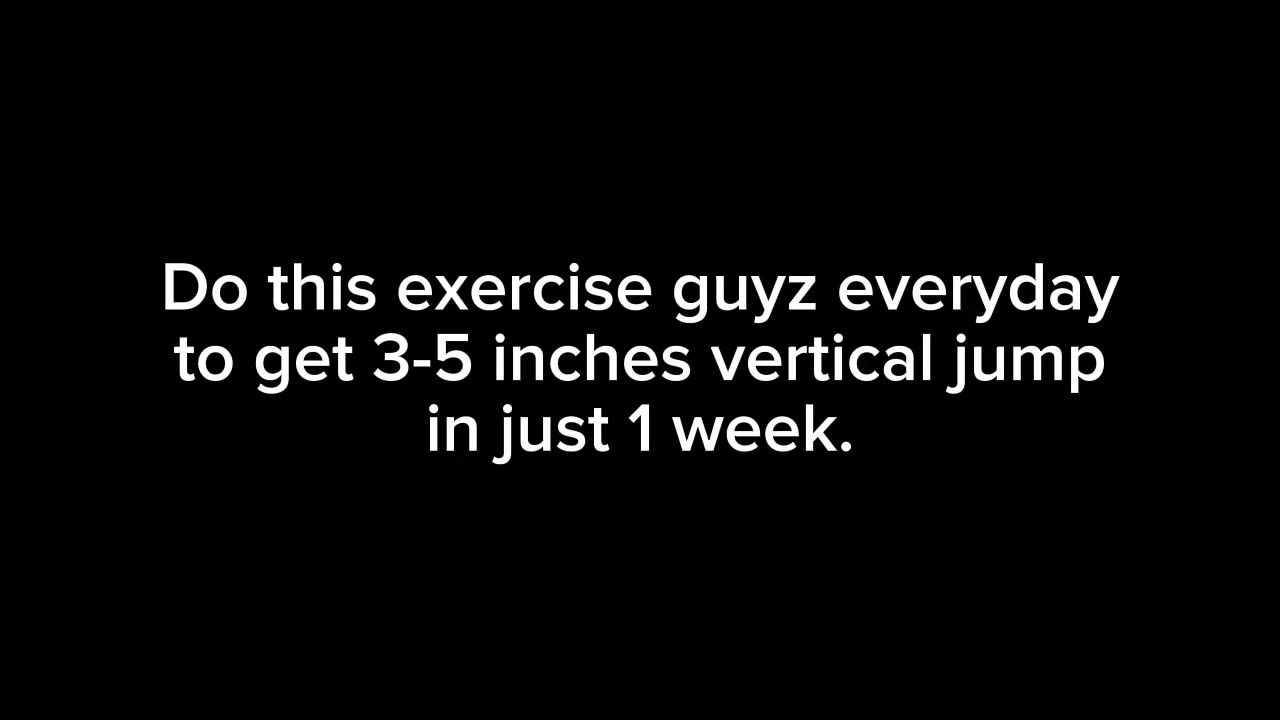 Do this exercise guyz everyday
to get 3-5 inches vertical jump
in just 1 week.